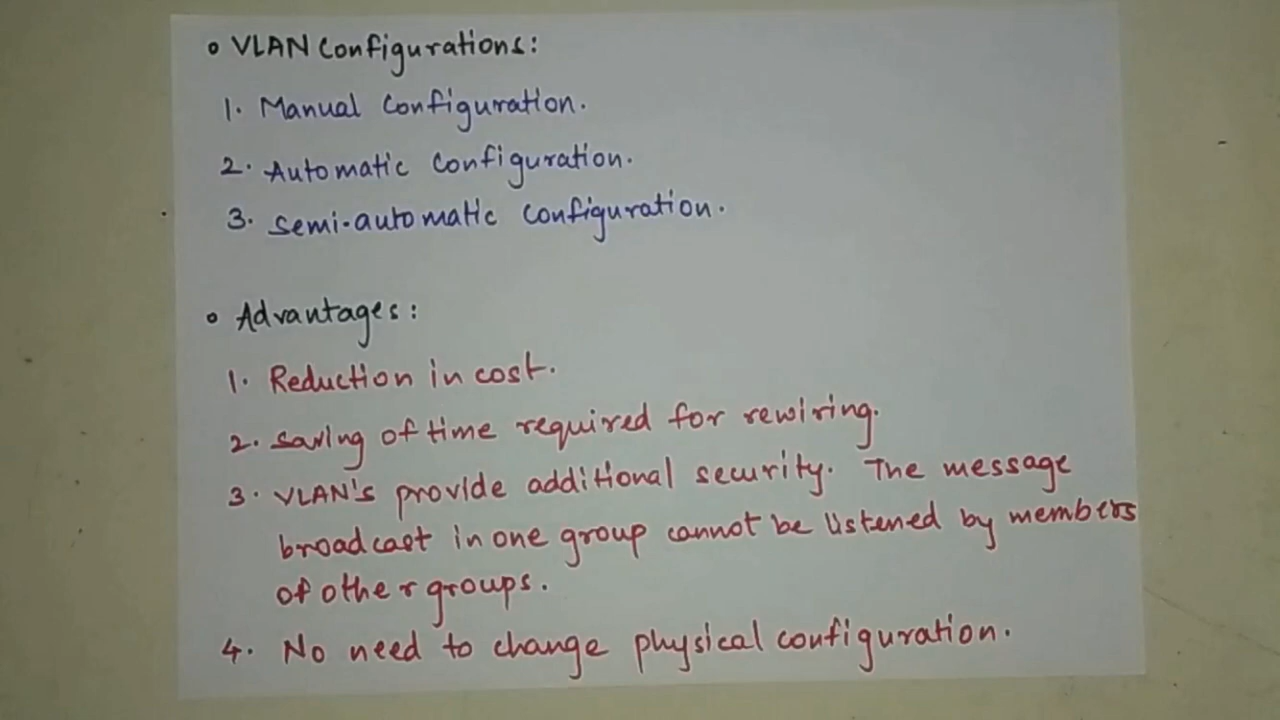 • VLAN Configurations:
1. Manual Configuration.
2. Automatic Configuration.
3. Semi-automatic Configuration.
• Advantages:
1. Reduction in cost.
2. Saving of time required for rewiring.
3. VLAN's provide additional security. The message
broadcast in one group cannot be listened by members
of other groups.
4. No need to change physical configuration.